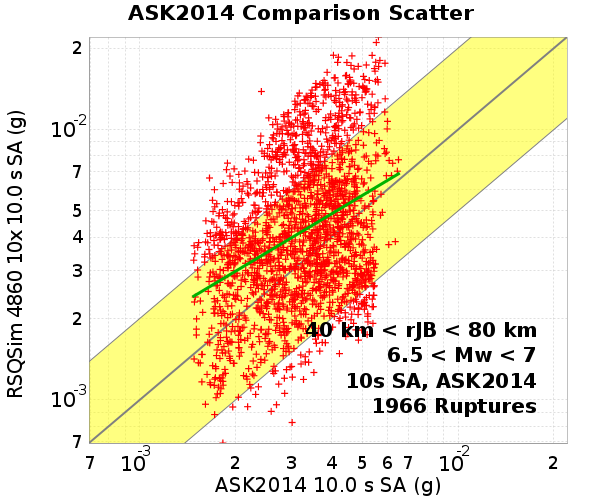 ASK2014 Comparison Scatter
RSQSim 4860 10x 10.0 s SA (g)
2
10-2
7
5
4
3
2
10-3
7
40 km < rJB < 80 km
6.5 < Mw < 7
10s SA, ASK2014
1966 Ruptures
7 10-3 2 3 4 5 6 7 10-2 2
ASK2014 10.0 s SA (g)